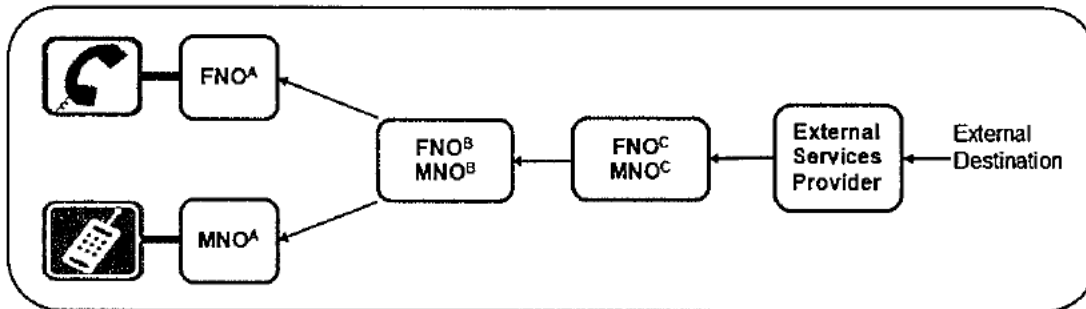 FNOᴬ
FNOᴮ
MNOᴮ
FNOᶜ
MNOᶜ
External
Services
Provider
External
Destination
MNOᴬ